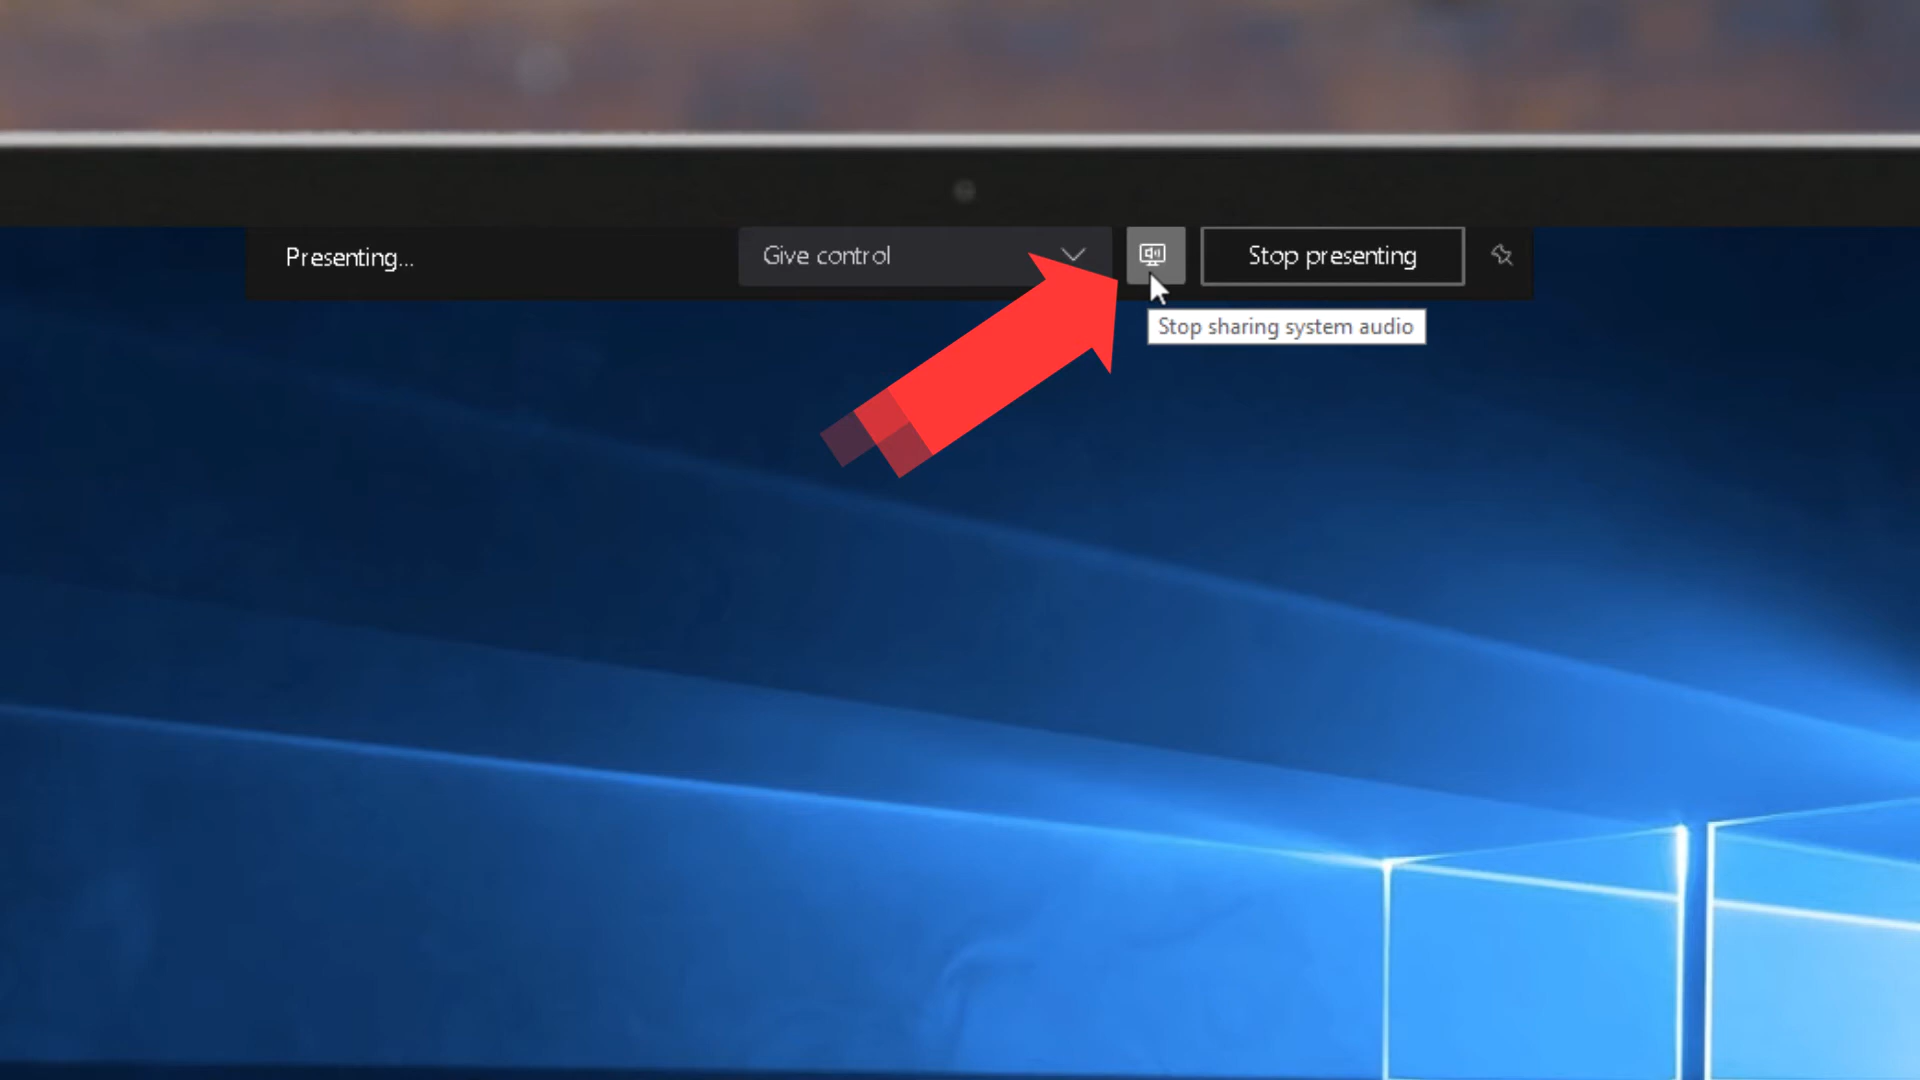 Presenting...
Give control
Stop presenting
Stop sharing system audio